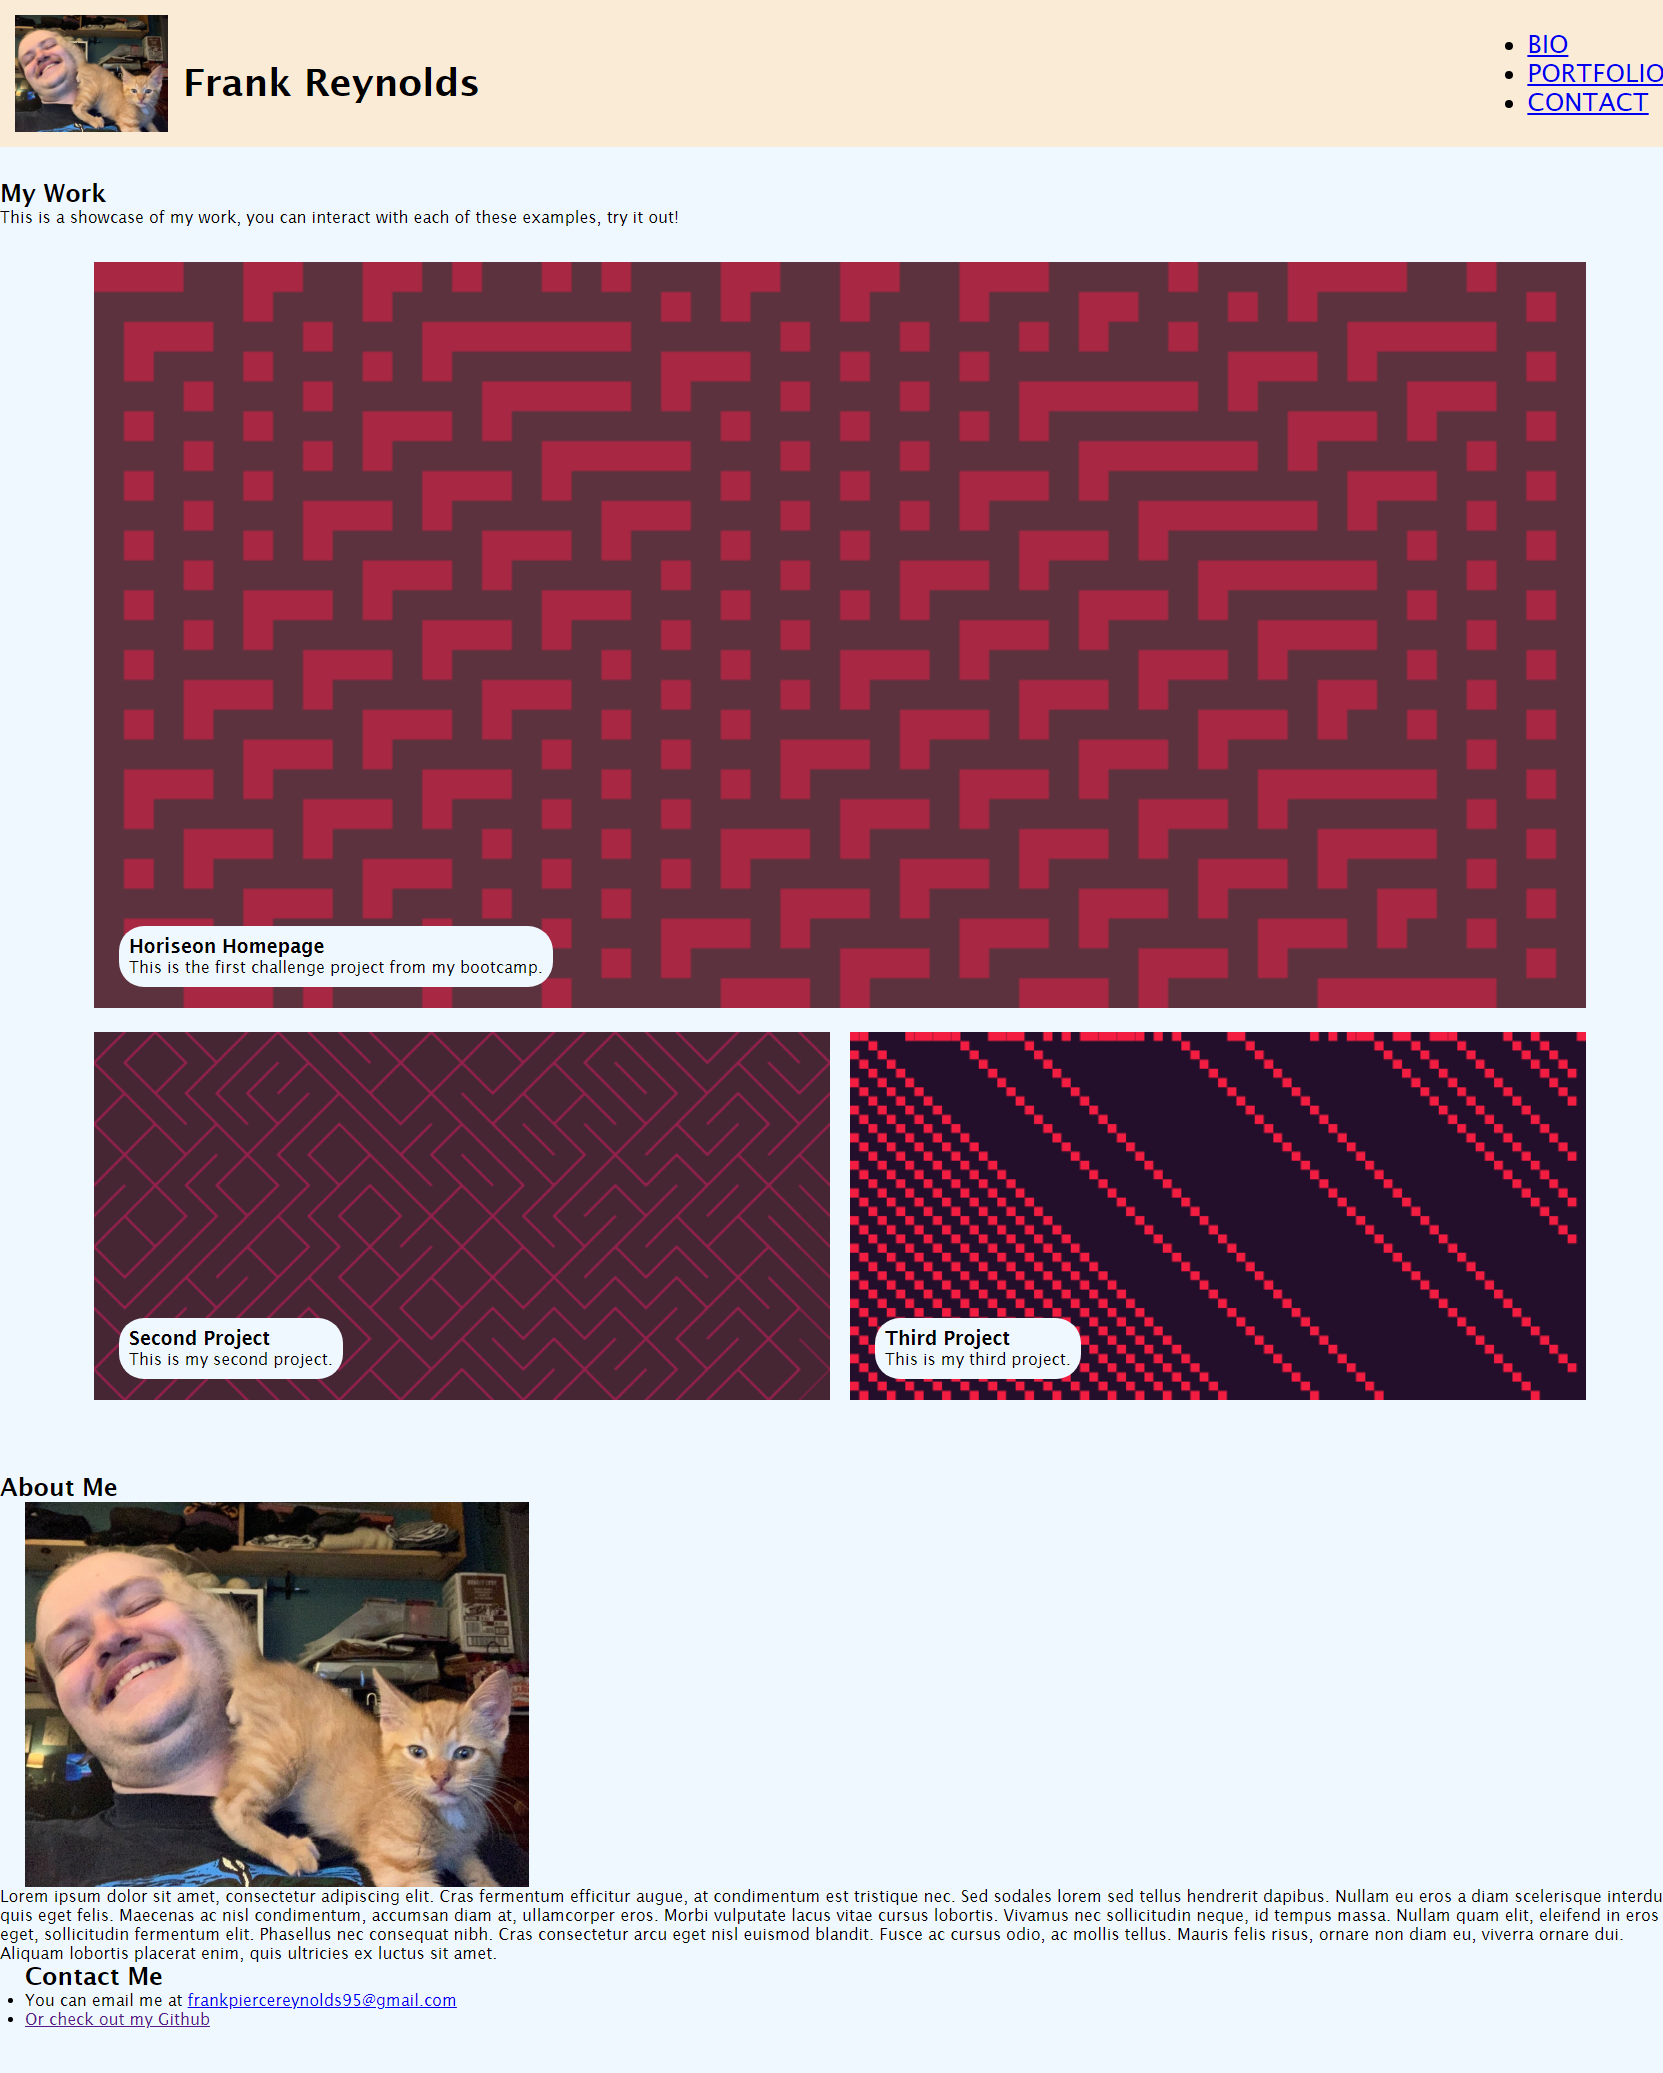 Frank Reynolds
BIO
PORTFOLIO
CONTACT
My Work
This is a showcase of my work, you can interact with each of these examples, try it out!
Horiseon Homepage
This is the first challenge project from my bootcamp.
Second Project
This is my second project.
Third Project
This is my third project.
About Me
Lorem ipsum dolor sit amet, consectetur adipiscing elit. Cras fermentum efficitur augue, at condimentum est tristique nec. Sed sodales lorem sed tellus hendrerit dapibus. Nullam eu eros a diam scelerisque interdu
quis eget felis. Maecenas ac nisl condimentum, accumsan diam at, ullamcorper eros. Morbi vulputate lacus vitae cursus lobortis. Vivamus nec sollicitudin neque, id tempus massa. Nullam quam elit, eleifend in eros
eget, sollicitudin fermentum elit. Phasellus nec consequat nibh. Cras consectetur arcu eget nisl euismod blandit. Fusce ac cursus odio, ac mollis tellus. Mauris felis risus, ornare non diam eu, viverra ornare dui.
Aliquam lobortis placerat enim, quis ultricies ex luctus sit amet.
Contact Me
You can email me at frankpiercereynolds95@gmail.com
Or check out my Github